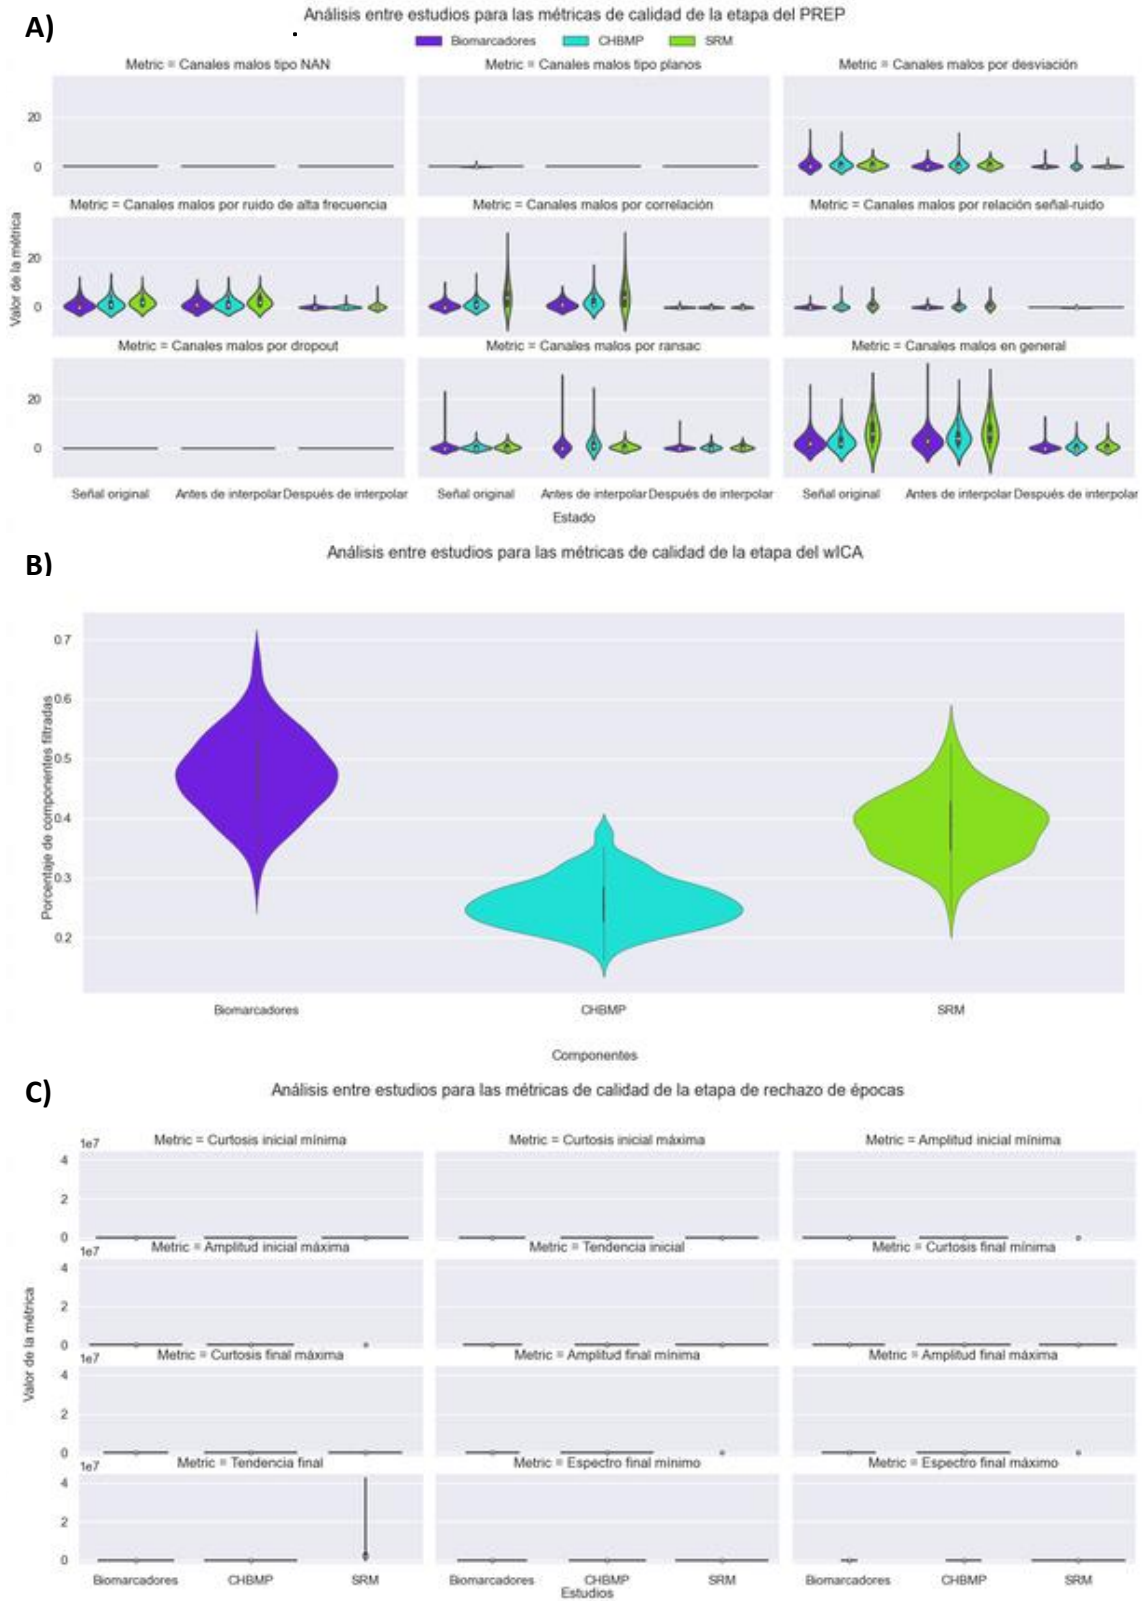 A)
Análisis entre estudios para las métricas de calidad de la etapa del PREP
Biomarcadores CHBMP SRM
Metric = Canales malos tipo NAN
Metric = Canales malos tipo planos
Metric = Canales malos por desviación
20
0
Metric = Canales malos por ruido de alta frecuencia
Metric = Canales malos por correlación
Metric = Canales malos por relación señal-ruido
Valor de la métrica
20
0
Metric = Canales malos por dropout
Metric = Canales malos por ransac
Metric = Canales malos en general
20
0
Señal original Antes de interpolar Después de interpolar
Señal original Antes de interpolar Después de interpolar
Señal original Antes de interpolar Después de interpolar
Estado
B)
Análisis entre estudios para las métricas de calidad de la etapa del wICA
Porcentaje de componentes filtradas
0.7
0.6
0.5
0.4
0.3
0.2
Biomarcadores CHBMP SRM
Componentes
C)
Análisis entre estudios para las métricas de calidad de la etapa de rechazo de épocas
1e7
Metric = Curtosis inicial mínima
Metric = Curtosis inicial máxima
Metric = Amplitud inicial mínima
4
2
0
1e7
Metric = Amplitud inicial máxima
Metric = Tendencia inicial
Metric = Curtosis final mínima
4
2
0
Valor de la métrica
1e7
Metric = Curtosis final máxima
Metric = Amplitud final mínima
Metric = Amplitud final máxima
4
2
0
1e7
Metric = Tendencia final
Metric = Espectro final mínimo
Metric = Espectro final máximo
4
2
0
Biomarcadores CHBMP SRM
Biomarcadores CHBMP SRM
Biomarcadores CHBMP SRM
Estudios